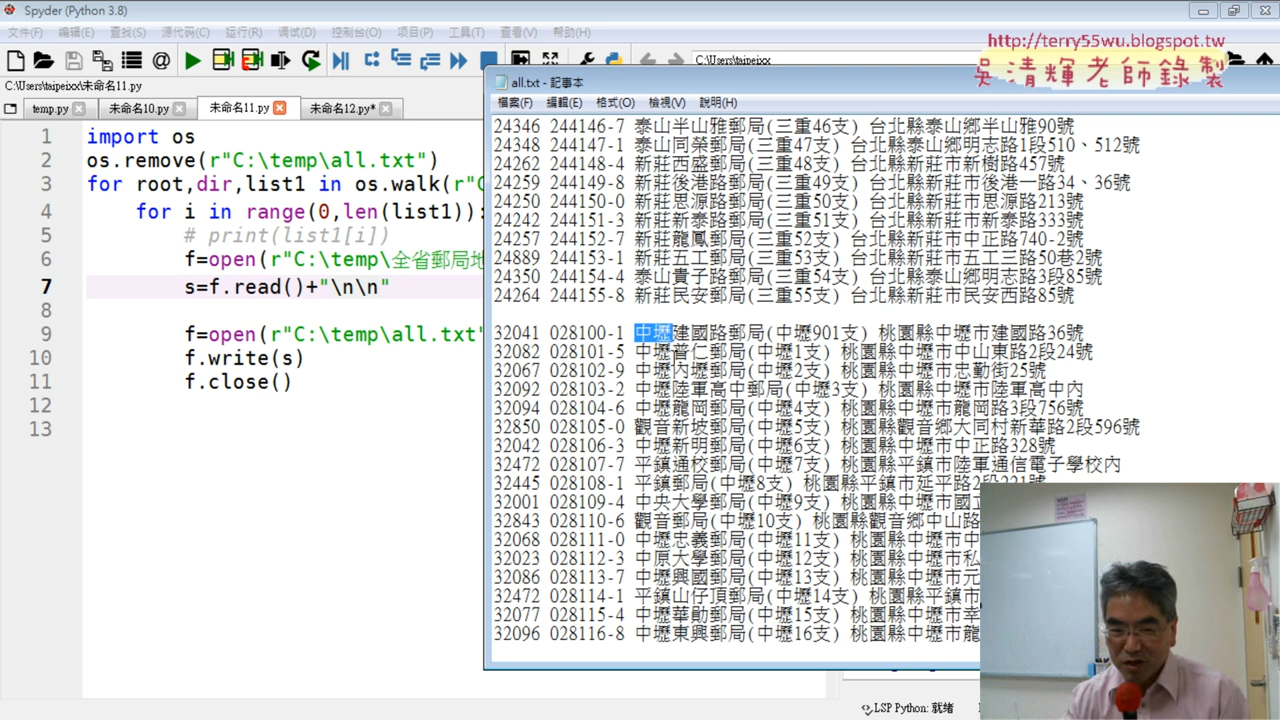 Spyder (Python 3.8)
文件(F) 编辑(E) 查找(S) 源代码(C) 运行(R) 调试(D) 控制台(O) 项目(P) 工具(T) 查看(V) 帮助(H)
http://terry55wu.blogspot.tw
吳清輝老師錄製
C:\Users\taipeixx
C:\Users\taipeixx\未命名11.py
temp.py 未命名10.py 未命名11.py 未命名12.py*
1 import os
2 os.remove(r"C:\temp\all.txt")
3 for root,dir,list1 in os.walk(r"C
4 for i in range(0,len(list1)):
5 # print(list1[i])
6 f=open(r"C:\temp\全省郵局地
7 s=f.read()+"\n\n"
8
9 f=open(r"C:\temp\all.txt"
10 f.write(s)
11 f.close()
12
13
all.txt - 記事本
檔案(F) 編輯(E) 格式(O) 檢視(V) 說明(H)
24346 244146-7 泰山半山雅郵局(三重46支) 台北縣泰山鄉半山雅90號
24348 244147-1 泰山同榮郵局(三重47支) 台北縣泰山鄉明志路1段510、512號
24262 244148-4 新莊西盛郵局(三重48支) 台北縣新莊市新樹路457號
24259 244149-8 新莊後港路郵局(三重49支) 台北縣新莊市後港一路34、36號
24250 244150-0 新莊思源郵局(三重50支) 台北縣新莊市思源路213號
24242 244151-3 新莊新泰郵局(三重51支) 台北縣新莊市新泰路333號
24257 244152-7 新莊龍鳳郵局(三重52支) 台北縣新莊市中正路740-2號
24889 244153-1 新莊五工郵局(三重53支) 台北縣新莊市五工三路50巷2號
24350 244154-4 泰山貴子路郵局(三重54支) 台北縣泰山鄉明志路3段85號
24264 244155-8 新莊民安郵局(三重55支) 台北縣新莊市民安西路85號
32041 028100-1 中壢建國路郵局(中壢901支) 桃園縣中壢市建國路36號
32082 028101-5 中壢普仁郵局(中壢1支) 桃園縣中壢市中山東路2段24號
32067 028102-9 中壢內壢郵局(中壢2支) 桃園縣中壢市忠勤街25號
32092 028103-2 中壢陸軍高中郵局(中壢3支) 桃園縣中壢市陸軍高中內
32094 028104-6 中壢龍岡郵局(中壢4支) 桃園縣中壢市龍岡路3段756號
32850 028105-0 觀音新坡郵局(中壢5支) 桃園縣觀音鄉大同村新華路2段596號
32042 028106-3 中壢新明郵局(中壢6支) 桃園縣中壢市中正路328號
32472 028107-7 平鎮通校郵局(中壢7支) 桃園縣平鎮市陸軍通信電子學校內
32445 028108-1 平鎮郵局(中壢8支) 桃園縣平鎮市延平路2段221號
32001 028109-4 中央大學郵局(中壢9支) 桃園縣中壢市國立
32843 028110-6 觀音郵局(中壢10支) 桃園縣觀音鄉中山路
32068 028111-0 中壢忠義郵局(中壢11支) 桃園縣中壢市中
32023 028112-3 中原大學郵局(中壢12支) 桃園縣中壢市私
32086 028113-7 中壢興國郵局(中壢13支) 桃園縣中壢市元
32472 028114-1 平鎮山仔頂郵局(中壢14支) 桃園縣平鎮市
32077 028115-4 中壢華勛郵局(中壢15支) 桃園縣中壢市幸
32096 028116-8 中壢東興郵局(中壢16支) 桃園縣中壢市龍
LSP Python: 就绪